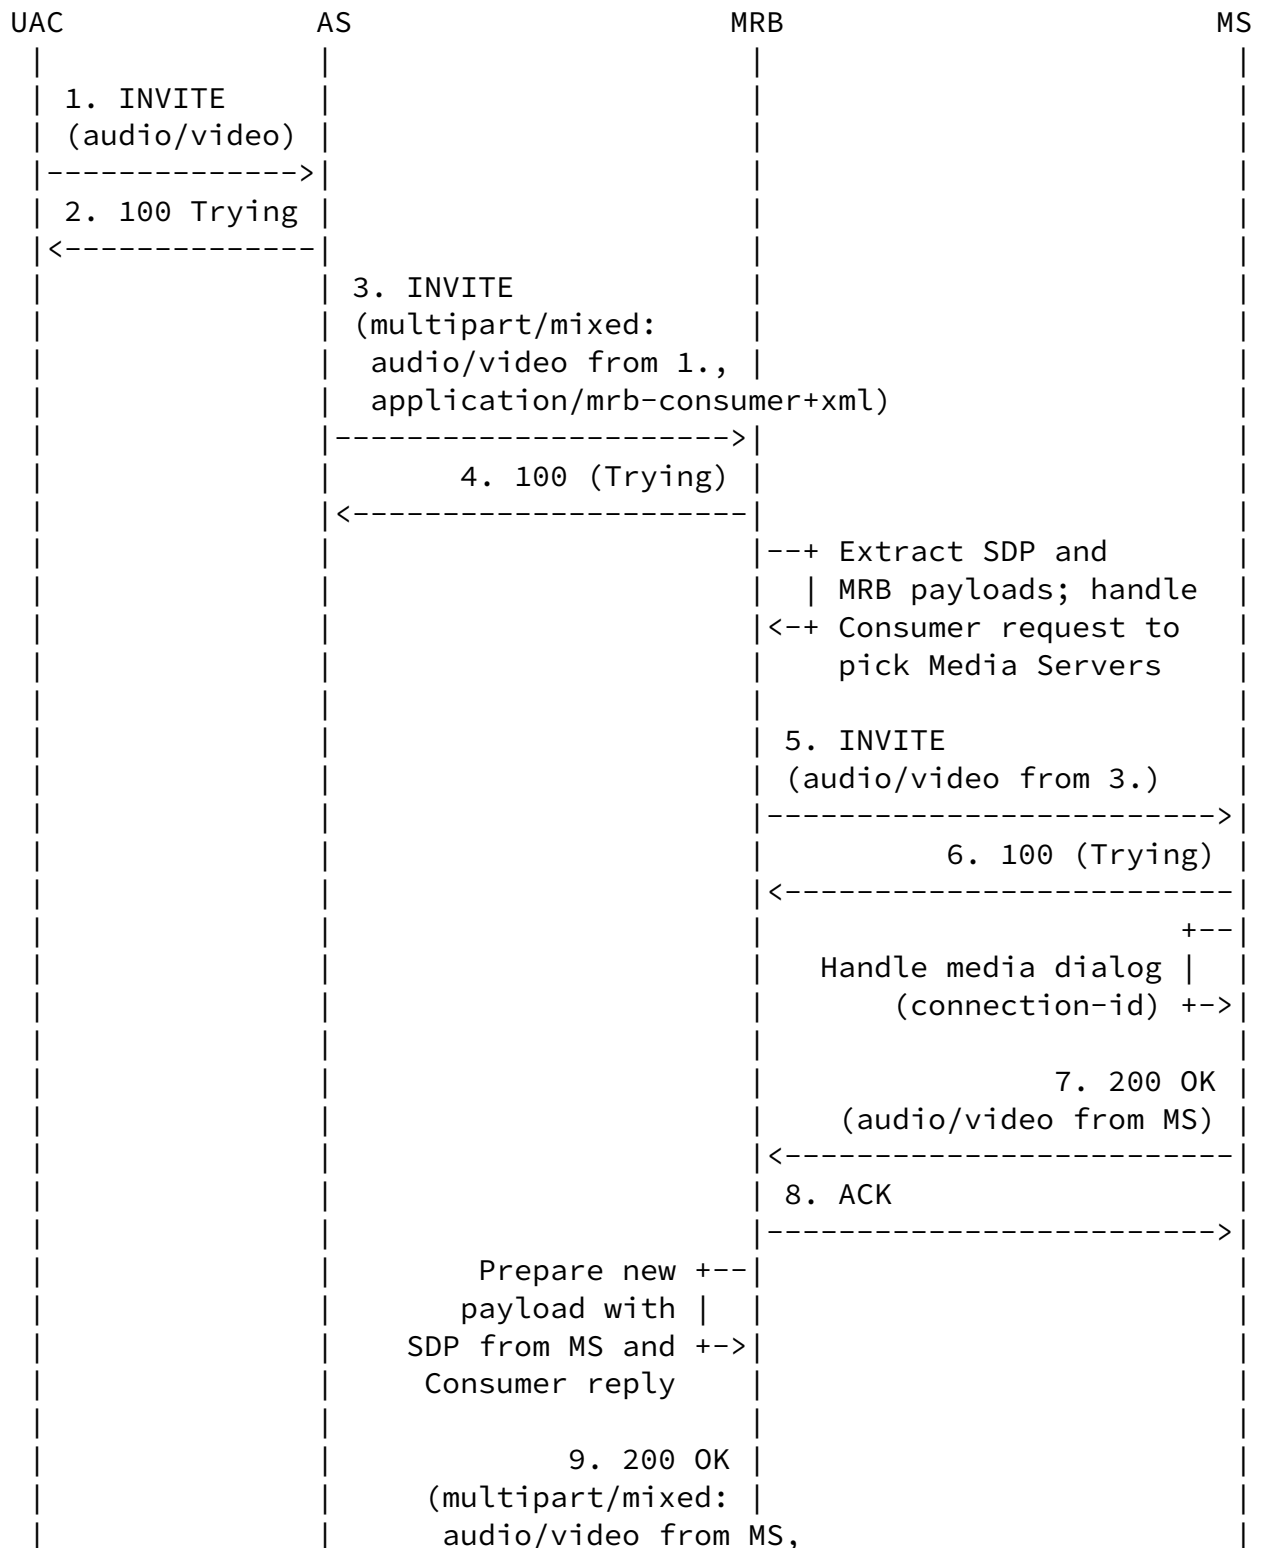 UAC AS MRB MS
1. INVITE
(audio/video)
2. 100 Trying
3. INVITE
(multipart/mixed:
audio/video from 1.,
application/mrb-consumer+xml)
4. 100 (Trying)
Extract SDP and
MRB payloads; handle
Consumer request to
pick Media Servers
5. INVITE
(audio/video from 3.)
6. 100 (Trying)
Handle media dialog
(connection-id)
7. 200 OK
(audio/video from MS)
8. ACK
Prepare new
payload with
SDP from MS and
Consumer reply
9. 200 OK
(multipart/mixed:
audio/video from MS,